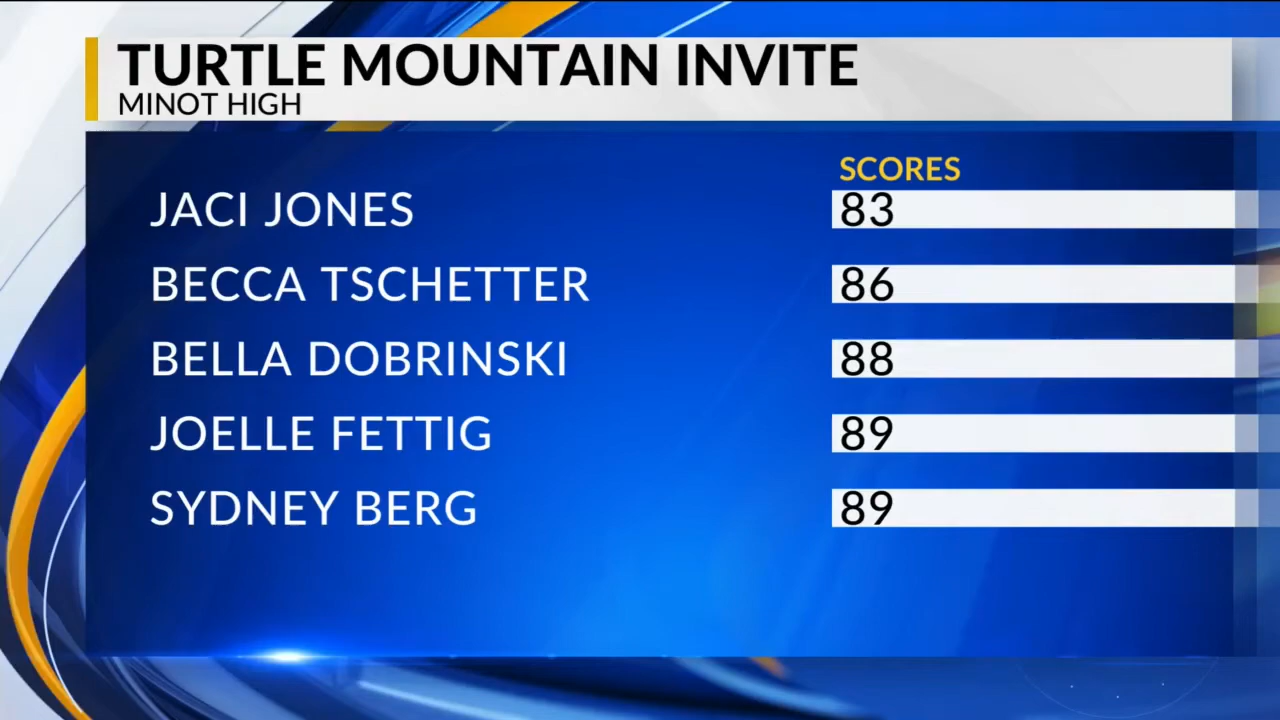 TURTLE MOUNTAIN INVITE
MINOT HIGH
SCORES
JACI JONES 83
BECCA TSCHETTER 86
BELLA DOBRINSKI 88
JOELLE FETTIG 89
SYDNEY BERG 89